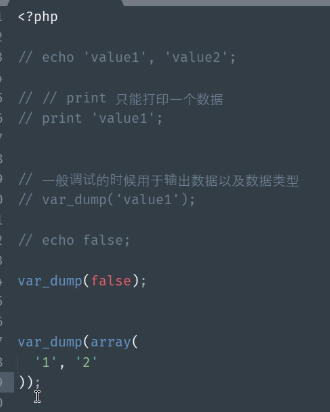 <?php
// echo 'value1', 'value2';
// // print 只能打印一个数据
// print 'value1';
// 一般调试的时候用于输出数据以及数据类型
// var_dump('value1');
// echo false;
var_dump(false);
var_dump(array(
'1', '2'
));